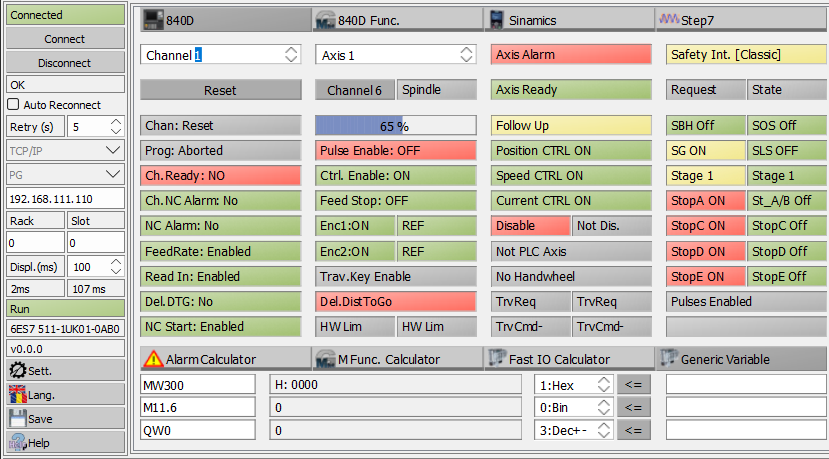 Connected
Connect
Disconnect
OK
Auto Reconnect
Retry (s) 5
TCP/IP
PG
192.168.111.110
Rack Slot
0 0
Displ.(ms) 100
2ms 107 ms
Run
6ES7 511-1UK01-0AB0
v0.0.0
Sett.
Lang.
Save
Help
840D 840D Func. Sinamics Step7
Channel 1 Axis 1 Axis Alarm Safety Int. [Classic]
Reset Channel 6 Spindle Axis Ready Request State
Chan: Reset 65 % Follow Up SBH Off SOS Off
Prog: Aborted Pulse Enable: OFF Position CTRL ON SG ON SLS OFF
Ch.Ready: NO Ctrl. Enable: ON Speed CTRL ON Stage 1 Stage 1
Ch.NC Alarm: No Feed Stop: OFF Current CTRL ON StopA ON St_A/B Off
NC Alarm: No Enc1:ON REF Disable Not Dis. StopC ON StopC Off
FeedRate: Enabled Enc2:ON REF Not PLC Axis StopD ON StopD Off
Read In: Enabled Trav.Key Enable No Handwheel StopE ON StopE Off
Del.DTG: No Del.DistToGo TrvReq TrvReq Pulses Enabled
NC Start: Enabled HW Lim HW Lim TrvCmd- TrvCmd-
Alarm Calculator M Func. Calculator Fast IO Calculator Generic Variable
MW300 H: 0000 1:Hex <=
M11.6 0 0:Bin <=
QW0 0 3:Dec+- <=